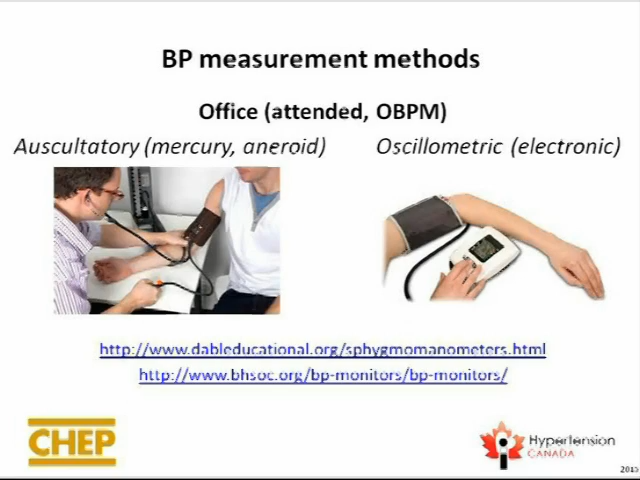 BP measurement methods
Office (attended, OBPM)
Auscultatory (mercury, aneroid) Oscillometric (electronic)
http://www.dableducational.org/sphygmomanometers.html
http://www.bhsoc.org/bp-monitors/bp-monitors/
CHEP
Hypertension
CANADA
2015